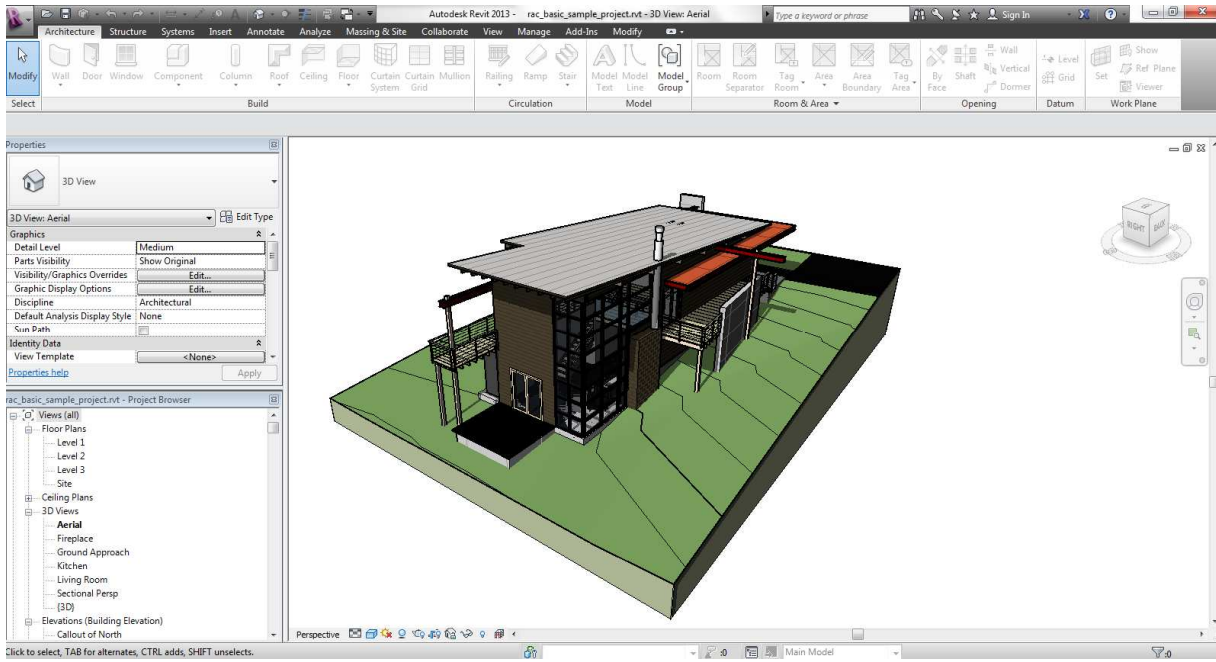 Autodesk Revit 2013 - rac_basic_sample_project.rvt - 3D View: Aerial
Type a keyword or phrase
Sign In
Architecture Structure Systems Insert Annotate Analyze Massing & Site Collaborate View Manage Add-Ins Modify
Modify Wall Door Window Component Column Roof Ceiling Floor Curtain System Curtain Grid Mullion Railing Ramp Stair Model Text Model Line Model Group Room Room Separator Tag Room Area Area Boundary Tag Area By Face Shaft Wall Vertical Dormer Level Grid Set Show Ref Plane Viewer
Select Build Circulation Model Room & Area Opening Datum Work Plane
Properties
3D View
3D View: Aerial Edit Type
Graphics
Detail Level Medium
Parts Visibility Show Original
Visibility/Graphics Overrides Edit...
Graphic Display Options Edit...
Discipline Architectural
Default Analysis Display Style None
Sun Path
Identity Data
View Template <None>
Properties help Apply
rac_basic_sample_project.rvt - Project Browser
Views (all)
Floor Plans
Level 1
Level 2
Level 3
Site
Ceiling Plans
3D Views
Aerial
Fireplace
Ground Approach
Kitchen
Living Room
Sectional Persp
{3D}
Elevations (Building Elevation)
Callout of North
RIGHT
Perspective
Click to select, TAB for alternates, CTRL adds, SHIFT unselects.
:0
Main Model
:0